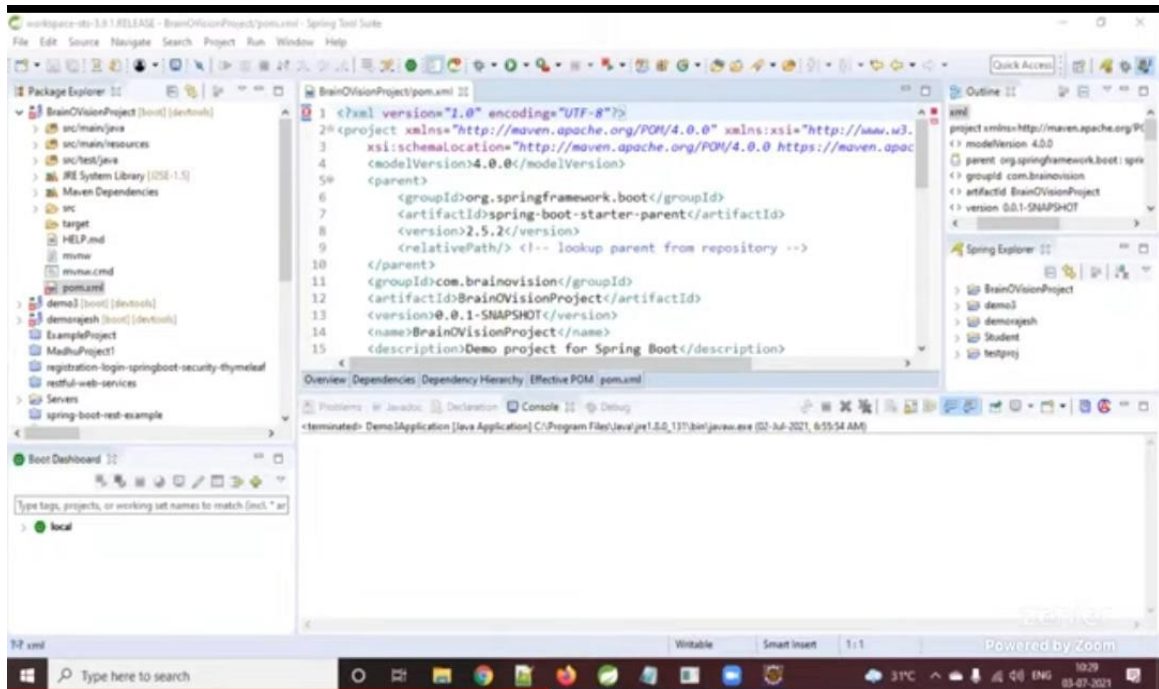 workspace-sts-3.9.1.RELEASE - BrainOVisionProject/pom.xml - Spring Tool Suite
File Edit Source Navigate Search Project Run Window Help
Quick Access
Package Explorer
BrainOVisionProject [boot] [devtools]
src/main/java
src/main/resources
src/test/java
JRE System Library [J2SE-1.5]
Maven Dependencies
src
target
HELP.md
mvnw
mvnw.cmd
pom.xml
demo3 [boot] [devtools]
demorajesh [boot] [devtools]
ExampleProject
MadhuProject1
registration-login-springboot-security-thymeleaf
restful-web-services
Servers
spring-boot-rest-example
Boot Dashboard
Type tags, projects, or working set names to match (incl. * ar
local
BrainOVisionProject/pom.xml
1 <?xml version="1.0" encoding="UTF-8"?>
2 <project xmlns="http://maven.apache.org/POM/4.0.0" xmlns:xsi="http://www.w3.
3 xsi:schemaLocation="http://maven.apache.org/POM/4.0.0 https://maven.apac
4 <modelVersion>4.0.0</modelVersion>
5 <parent>
6 <groupId>org.springframework.boot</groupId>
7 <artifactId>spring-boot-starter-parent</artifactId>
8 <version>2.5.2</version>
9 <relativePath/> <!-- lookup parent from repository -->
10 </parent>
11 <groupId>com.brainovision</groupId>
12 <artifactId>BrainOVisionProject</artifactId>
13 <version>0.0.1-SNAPSHOT</version>
14 <name>BrainOVisionProject</name>
15 <description>Demo project for Spring Boot</description>
Overview Dependencies Dependency Hierarchy Effective POM pom.xml
Problems Javadoc Declaration Console Debug
<terminated> Demo3Application [Java Application] C:\Program Files\Java\jre1.8.0_131\bin\javaw.exe (02-Jul-2021, 6:55:54 AM)
Outline
xml
project xmlns=http://maven.apache.org/PO
modelVersion 4.0.0
parent org.springframework.boot : sprin
groupId com.brainovision
artifactId BrainOVisionProject
version 0.0.1-SNAPSHOT
Spring Explorer
BrainOVisionProject
demo3
demorajesh
Student
testproj
xml
Writable Smart Insert 1:1
zoom
Powered by Zoom
Type here to search
31°C ENG 10:29
03-07-2021